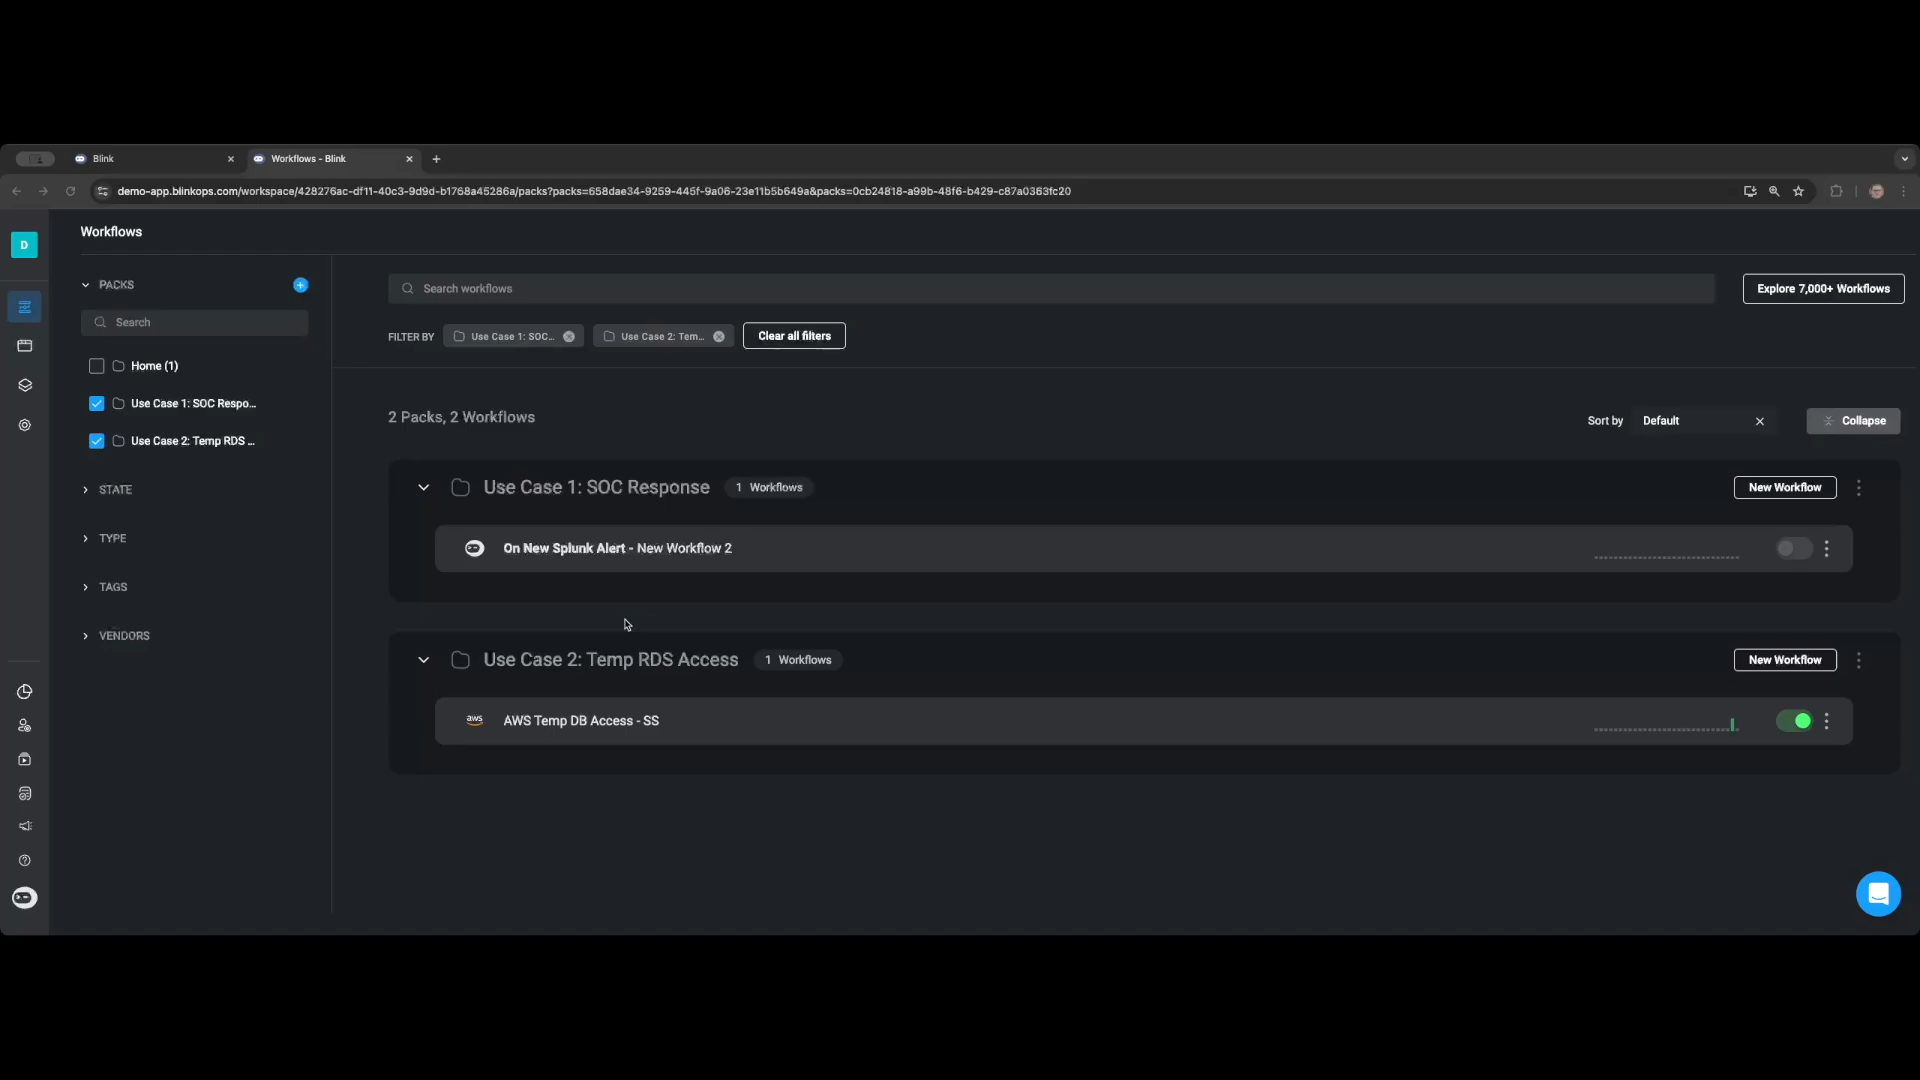 Blink
Workflows - Blink
demo-app.blinkops.com/workspace/428276ac-df11-40c3-9d9d-b1768a45286a/packs?packs=658dae34-9259-445f-9a06-23e11b5b649a&packs=0cb24818-a99b-48f6-b429-c87a0363fc20
D
Workflows
PACKS
Search
Home (1)
Use Case 1: SOC Respo...
Use Case 2: Temp RDS ...
STATE
TYPE
TAGS
VENDORS
Search workflows
Explore 7,000+ Workflows
FILTER BY
Use Case 1: SOC...
Use Case 2: Tem...
Clear all filters
2 Packs, 2 Workflows
Sort by
Default
Collapse
Use Case 1: SOC Response
1 Workflows
New Workflow
On New Splunk Alert - New Workflow 2
Use Case 2: Temp RDS Access
1 Workflows
New Workflow
aws
AWS Temp DB Access - SS